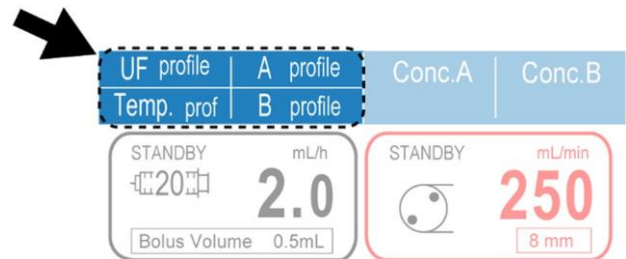 UF profile A profile Conc.A Conc.B
Temp. prof B profile
STANDBY mL/h STANDBY mL/min
20 2.0 250
Bolus Volume 0.5mL 8 mm